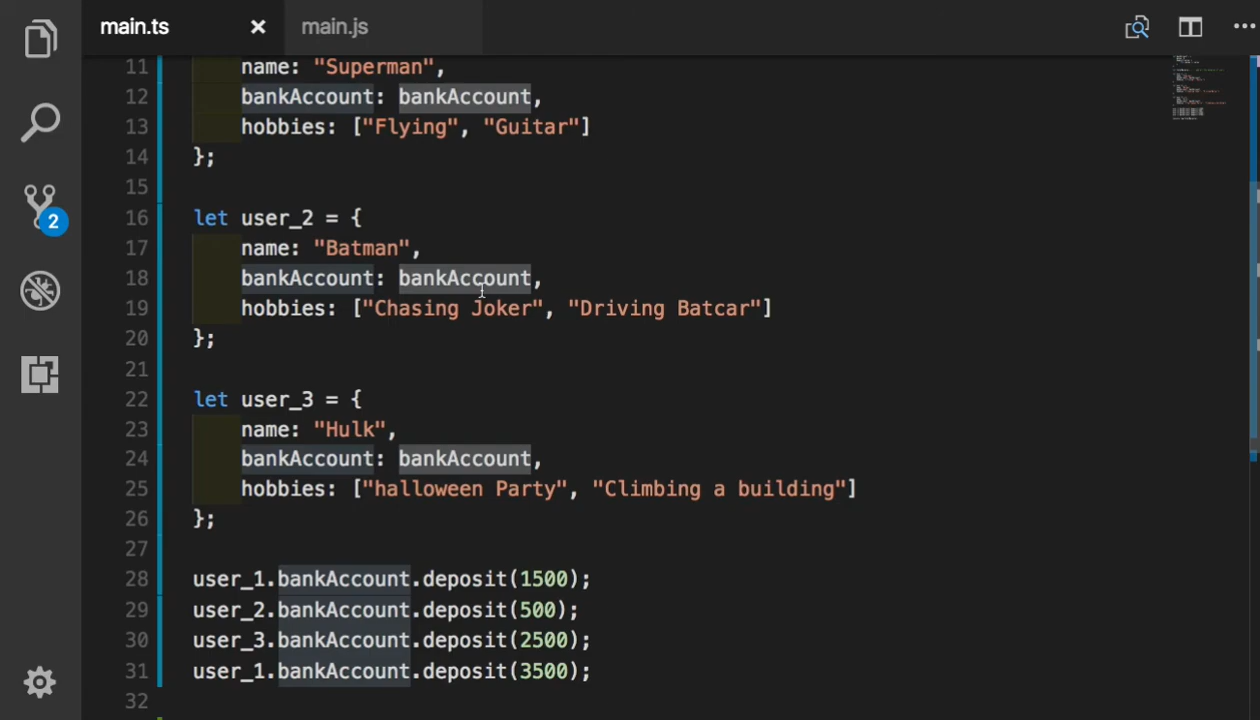 main.ts × main.js
11 name: "Superman",
12 bankAccount: bankAccount,
13 hobbies: ["Flying", "Guitar"]
14 };
15
16 let user_2 = {
17 name: "Batman",
18 bankAccount: bankAccount,
19 hobbies: ["Chasing Joker", "Driving Batcar"]
20 };
21
22 let user_3 = {
23 name: "Hulk",
24 bankAccount: bankAccount,
25 hobbies: ["halloween Party", "Climbing a building"]
26 };
27
28 user_1.bankAccount.deposit(1500);
29 user_2.bankAccount.deposit(500);
30 user_3.bankAccount.deposit(2500);
31 user_1.bankAccount.deposit(3500);
32
2